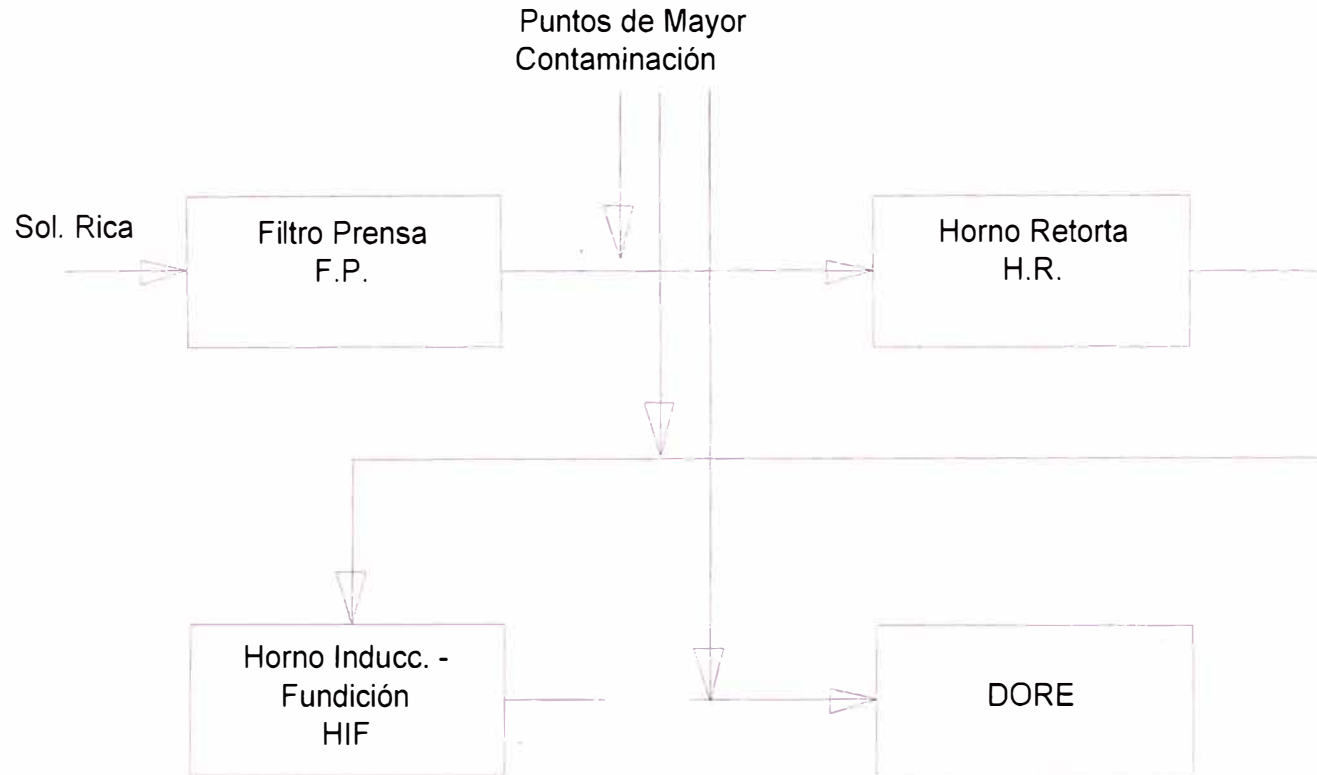 Puntos de Mayor
Contaminación
Sol. Rica
Filtro Prensa
F.P.
Horno Retorta
H.R.
Horno Inducc. -
Fundición
HIF
DORE